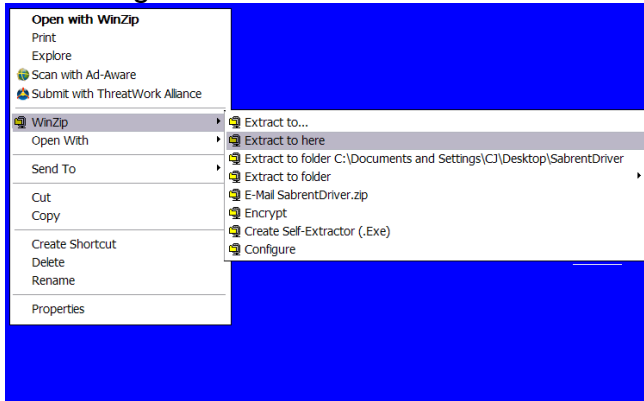 Open with WinZip
Print
Explore
Scan with Ad-Aware
Submit with ThreatWork Alliance
WinZip
Open With
Send To
Cut
Copy
Create Shortcut
Delete
Rename
Properties
Extract to...
Extract to here
Extract to folder C:\Documents and Settings\CJ\Desktop\SabrentDriver
Extract to folder
E-Mail SabrentDriver.zip
Encrypt
Create Self-Extractor (.Exe)
Configure